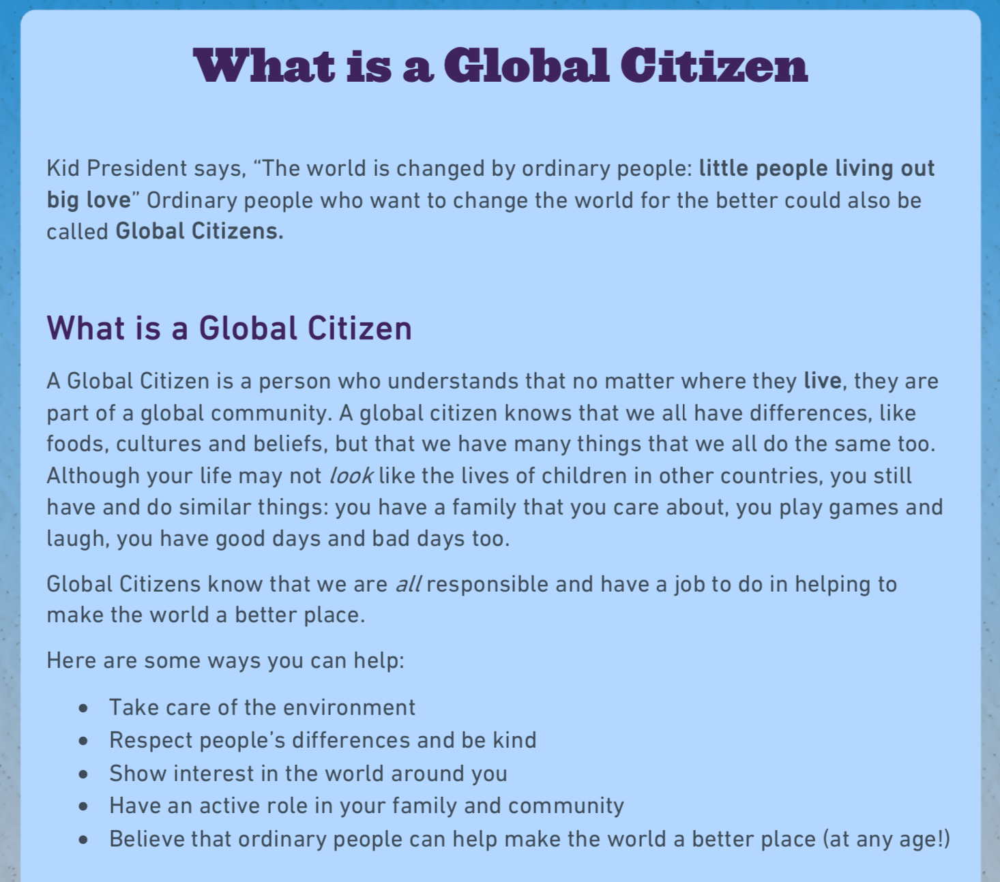 What is a Global Citizen
Kid President says, “The world is changed by ordinary people: little people living out
big love” Ordinary people who want to change the world for the better could also be
called Global Citizens.
What is a Global Citizen
A Global Citizen is a person who understands that no matter where they live, they are
part of a global community. A global citizen knows that we all have differences, like
foods, cultures and beliefs, but that we have many things that we all do the same too.
Although your life may not look like the lives of children in other countries, you still
have and do similar things: you have a family that you care about, you play games and
laugh, you have good days and bad days too.
Global Citizens know that we are all responsible and have a job to do in helping to
make the world a better place.
Here are some ways you can help:
• Take care of the environment
• Respect people’s differences and be kind
• Show interest in the world around you
• Have an active role in your family and community
• Believe that ordinary people can help make the world a better place (at any age!)